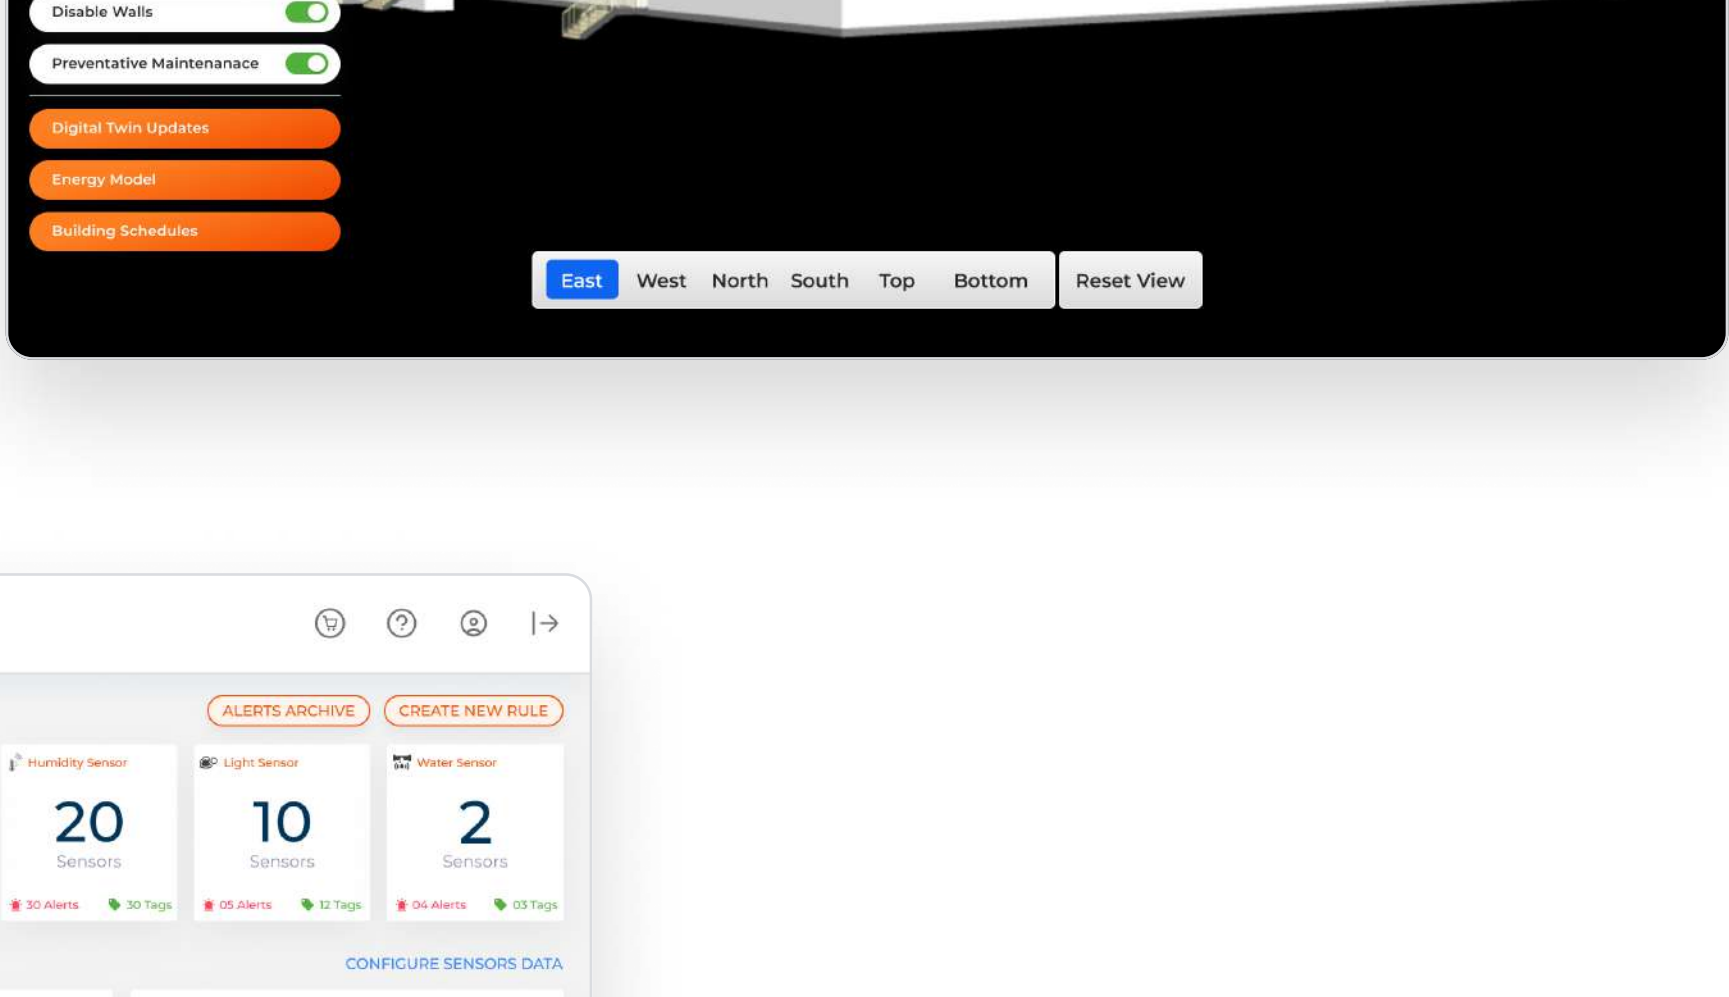 Disable Walls
Preventative Maintenanace
Digital Twin Updates
Energy Model
Building Schedules
East West North South Top Bottom Reset View
ALERTS ARCHIVE CREATE NEW RULE
Humidity Sensor Light Sensor Water Sensor
20 10 2
Sensors Sensors Sensors
30 Alerts 30 Tags 05 Alerts 12 Tags 04 Alerts 03 Tags
CONFIGURE SENSORS DATA